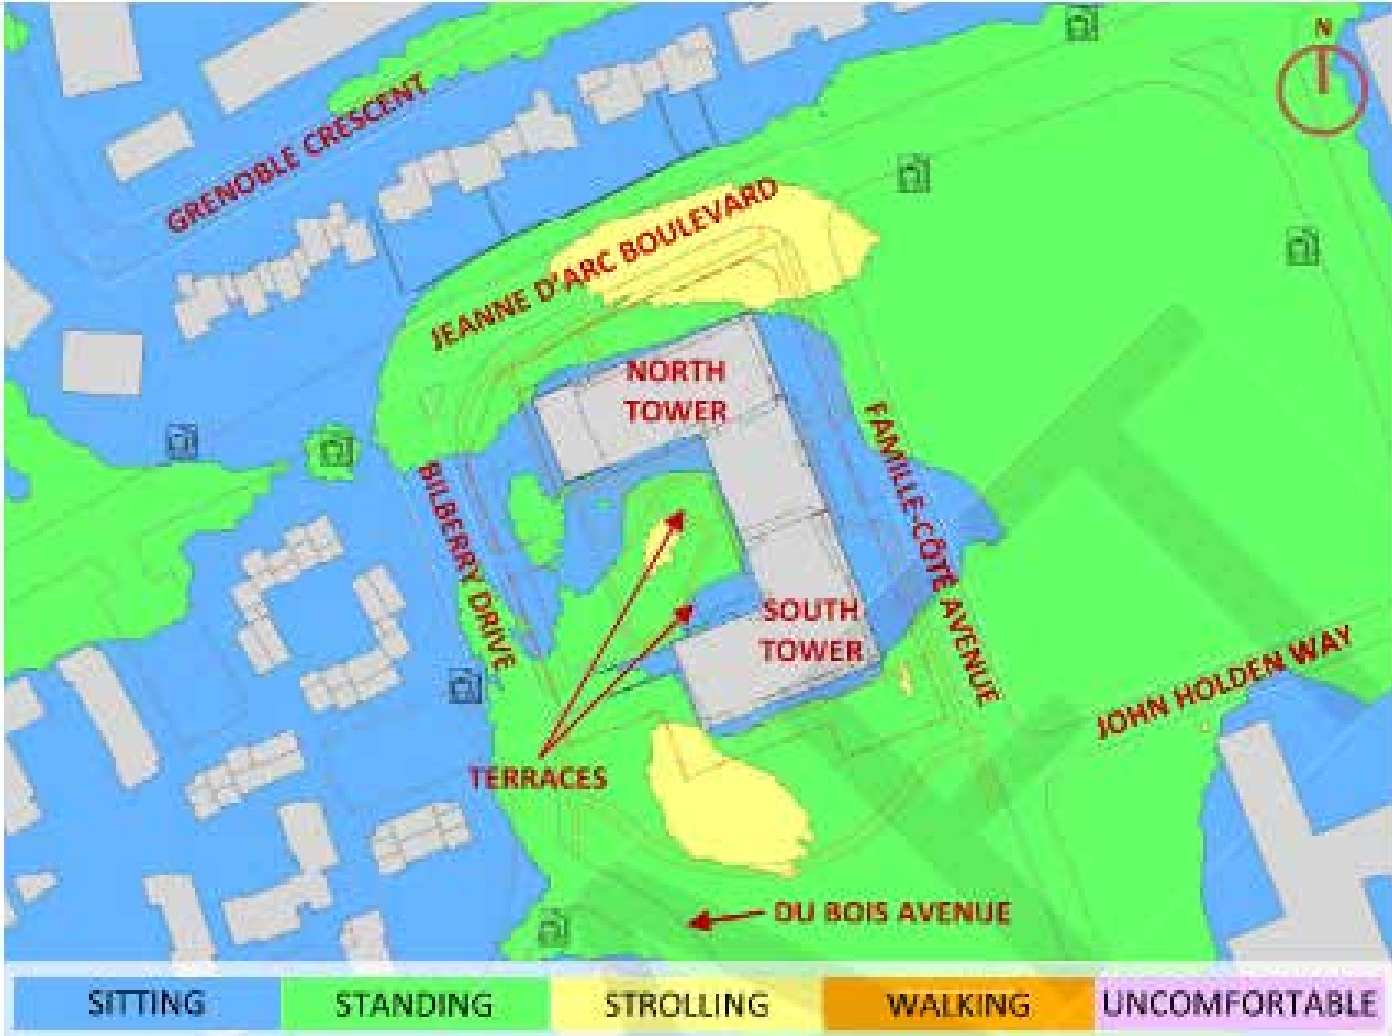 N
GRENOBLE CRESCENT
JEANNE D'ARC BOULEVARD
NORTH
TOWER
FAMILLE-CÔTÉ AVENUE
BILBERRY DRIVE
SOUTH
TOWER
JOHN HOLDEN WAY
TERRACES
DU BOIS AVENUE
SITTING
STANDING
STROLLING
WALKING
UNCOMFORTABLE